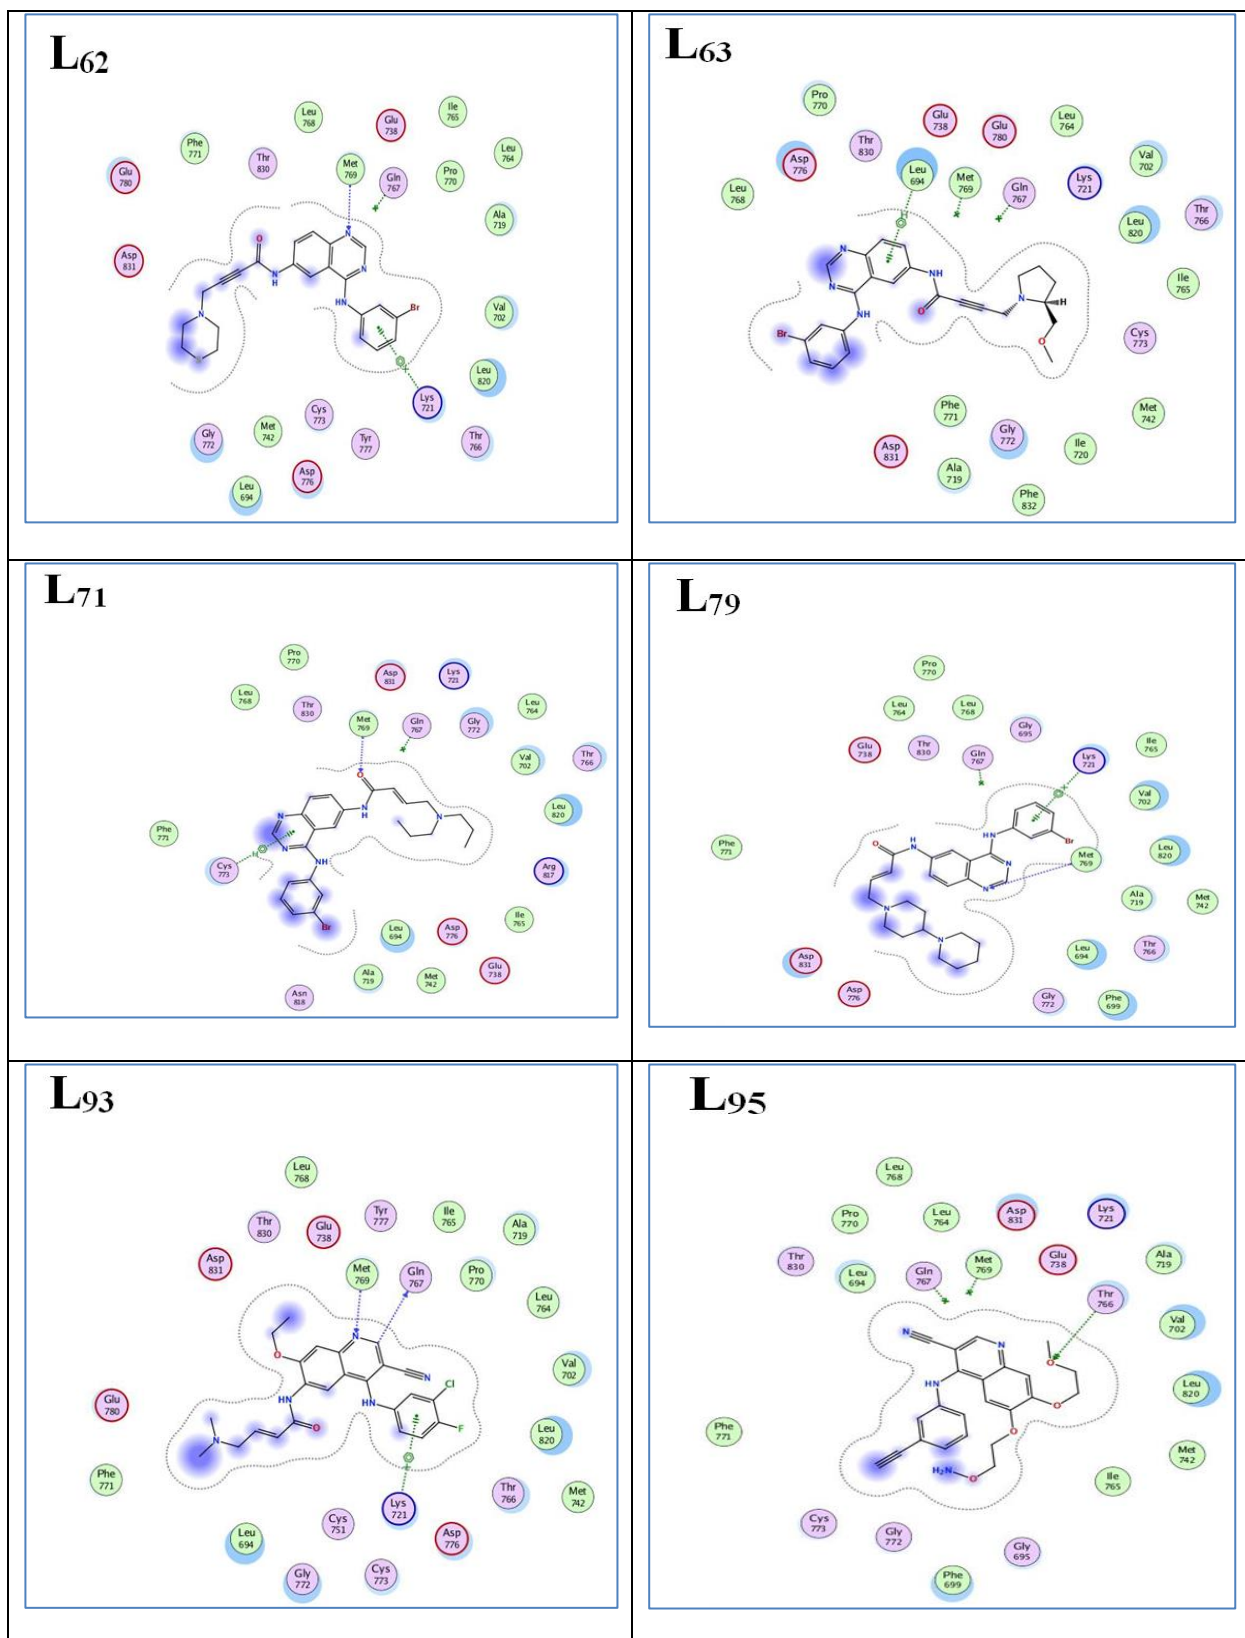 L62
Leu
768
Glu
738
Ile
765
Phe
771
Thr
830
Met
769
Leu
764
Glu
780
Gln
767
Pro
770
Ala
719
Asp
831
O
N
N
N
H
HN
N
Br
S
Val
702
Leu
820
Lys
721
Gly
772
Met
742
Cys
773
Tyr
777
Thr
766
Leu
694
Asp
776
L63
Pro
770
Glu
738
Glu
780
Leu
764
Thr
830
Asp
776
Leu
694
Met
769
Gln
767
Lys
721
Val
702
Leu
768
Thr
766
Leu
820
H
N
N
NH
NH
O
N
H
O
Br
Ile
765
Cys
773
Phe
771
Met
742
Asp
831
Gly
772
Ile
720
Ala
719
Phe
832
L71
Pro
770
Asp
831
Lys
721
Leu
768
Thr
830
Met
769
Gln
767
Gly
772
Leu
764
Val
702
Thr
766
O
N
H
N
N
N
NH
H
Br
Leu
820
Phe
771
Cys
773
Arg
817
Leu
694
Asp
776
Ile
765
Ala
719
Met
742
Glu
738
Asn
818
L79
Pro
770
Leu
764
Leu
768
Gly
695
Glu
738
Thr
830
Gln
767
Lys
721
Ile
765
Val
702
Phe
771
O
H
N
HN
N
N
Br
N
N
Met
769
Leu
820
Ala
719
Met
742
Asp
831
Asp
776
Leu
694
Thr
766
Gly
772
Phe
699
L93
Leu
768
Thr
830
Glu
738
Tyr
777
Ile
765
Ala
719
Asp
831
Met
769
Gln
767
Pro
770
Leu
764
O
N
N
NH
HN
Cl
F
O
N
Val
702
Glu
780
Leu
820
Phe
771
Cys
751
Lys
721
Thr
766
Met
742
Leu
694
Asp
776
Gly
772
Cys
773
L95
Leu
768
Pro
770
Leu
764
Asp
831
Lys
721
Thr
830
Leu
694
Gln
767
Met
769
Glu
738
Ala
719
Thr
766
Val
702
N
N
HN
O
O
O
H2N
O
Leu
820
Phe
771
Met
742
Ile
765
Cys
773
Gly
772
Gly
695
Phe
699